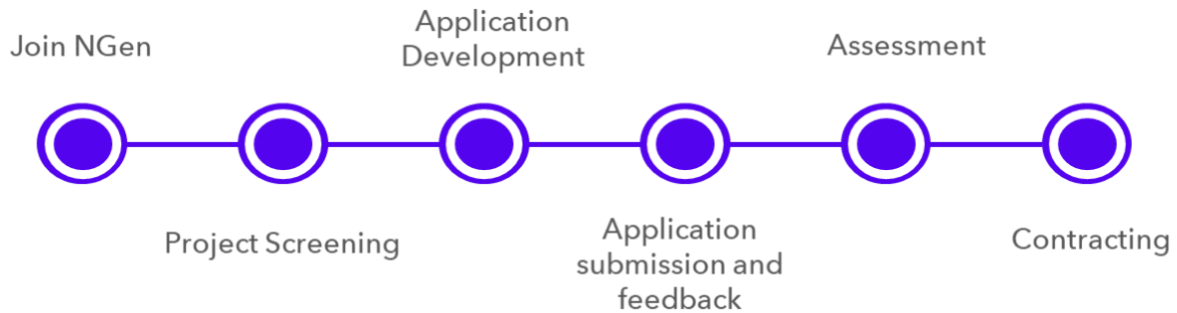 Join NGen
Project Screening
Application
Development
Application
submission and
feedback
Assessment
Contracting